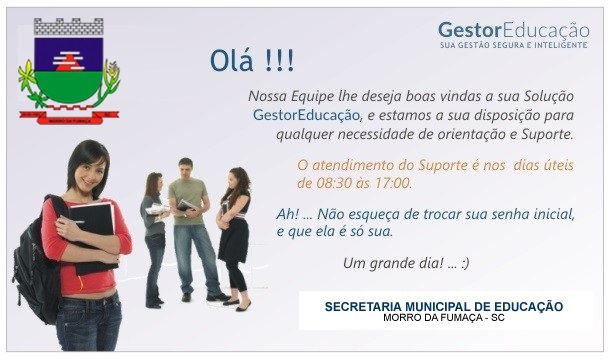 GestorEducação
SUA GESTÃO SEGURA E INTELIGENTE
Olá !!!
Nossa Equipe lhe deseja boas vindas a sua Solução
GestorEducação, e estamos a sua disposição para
qualquer necessidade de orientação e Suporte.
O atendimento do Suporte é nos dias úteis
de 08:30 às 17:00.
Ah! ... Não esqueça de trocar sua senha inicial,
e que ela é só sua.
Um grande dia! ... :)
MORRO DA FUMAÇA SC
SECRETARIA MUNICIPAL DE EDUCAÇÃO
MORRO DA FUMAÇA - SC